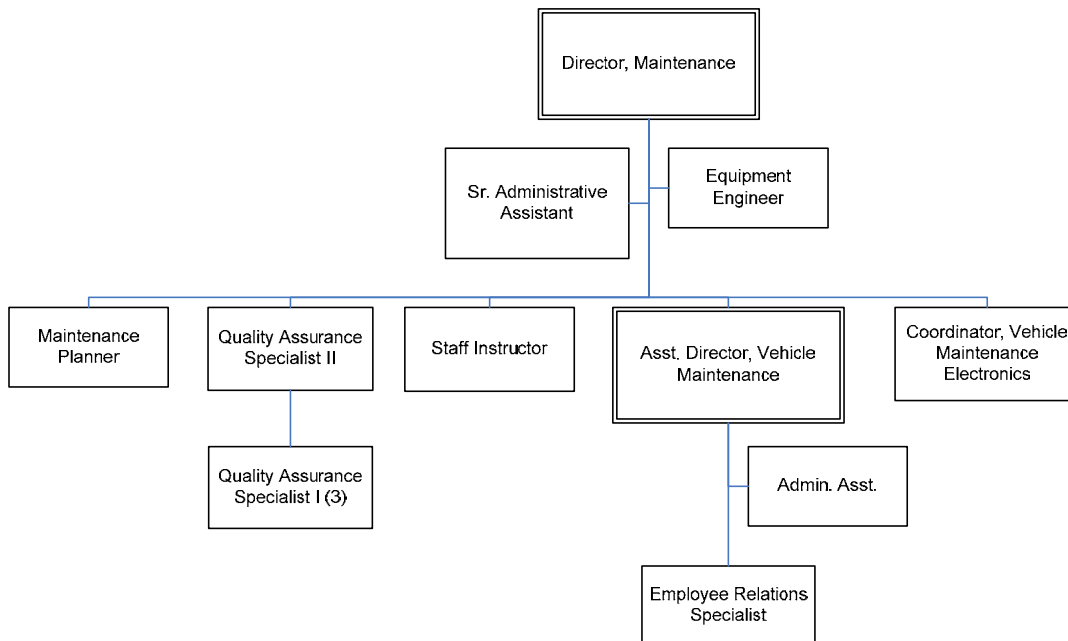 Director, Maintenance
Sr. Administrative
Assistant
Equipment
Engineer
Maintenance
Planner
Quality Assurance
Specialist II
Staff Instructor
Asst. Director, Vehicle
Maintenance
Coordinator, Vehicle
Maintenance
Electronics
Quality Assurance
Specialist I (3)
Admin. Asst.
Employee Relations
Specialist